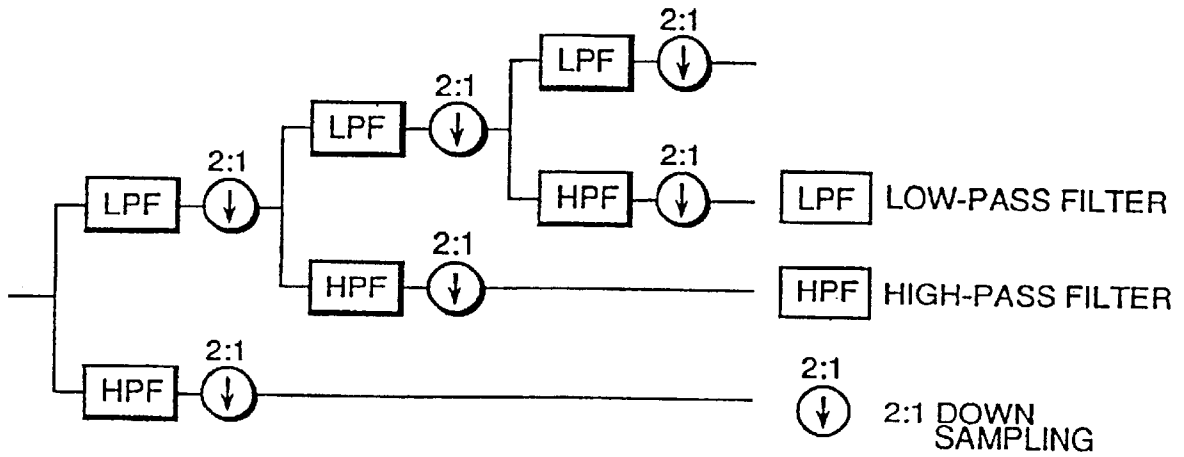 2:1
LPF
2:1
LPF
2:1
LPF
2:1
HPF
2:1
HPF
2:1
HPF
LPF LOW-PASS FILTER
HPF HIGH-PASS FILTER
2:1
2:1 DOWN
SAMPLING